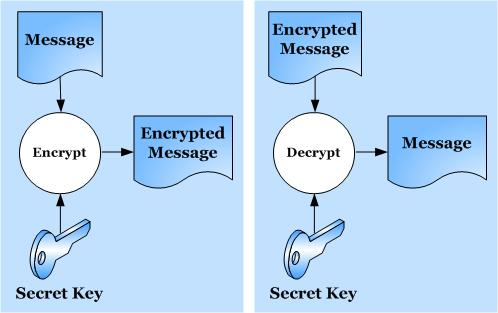 Message
Encrypt
Encrypted
Message
Secret Key
Encrypted
Message
Decrypt
Message
Secret Key